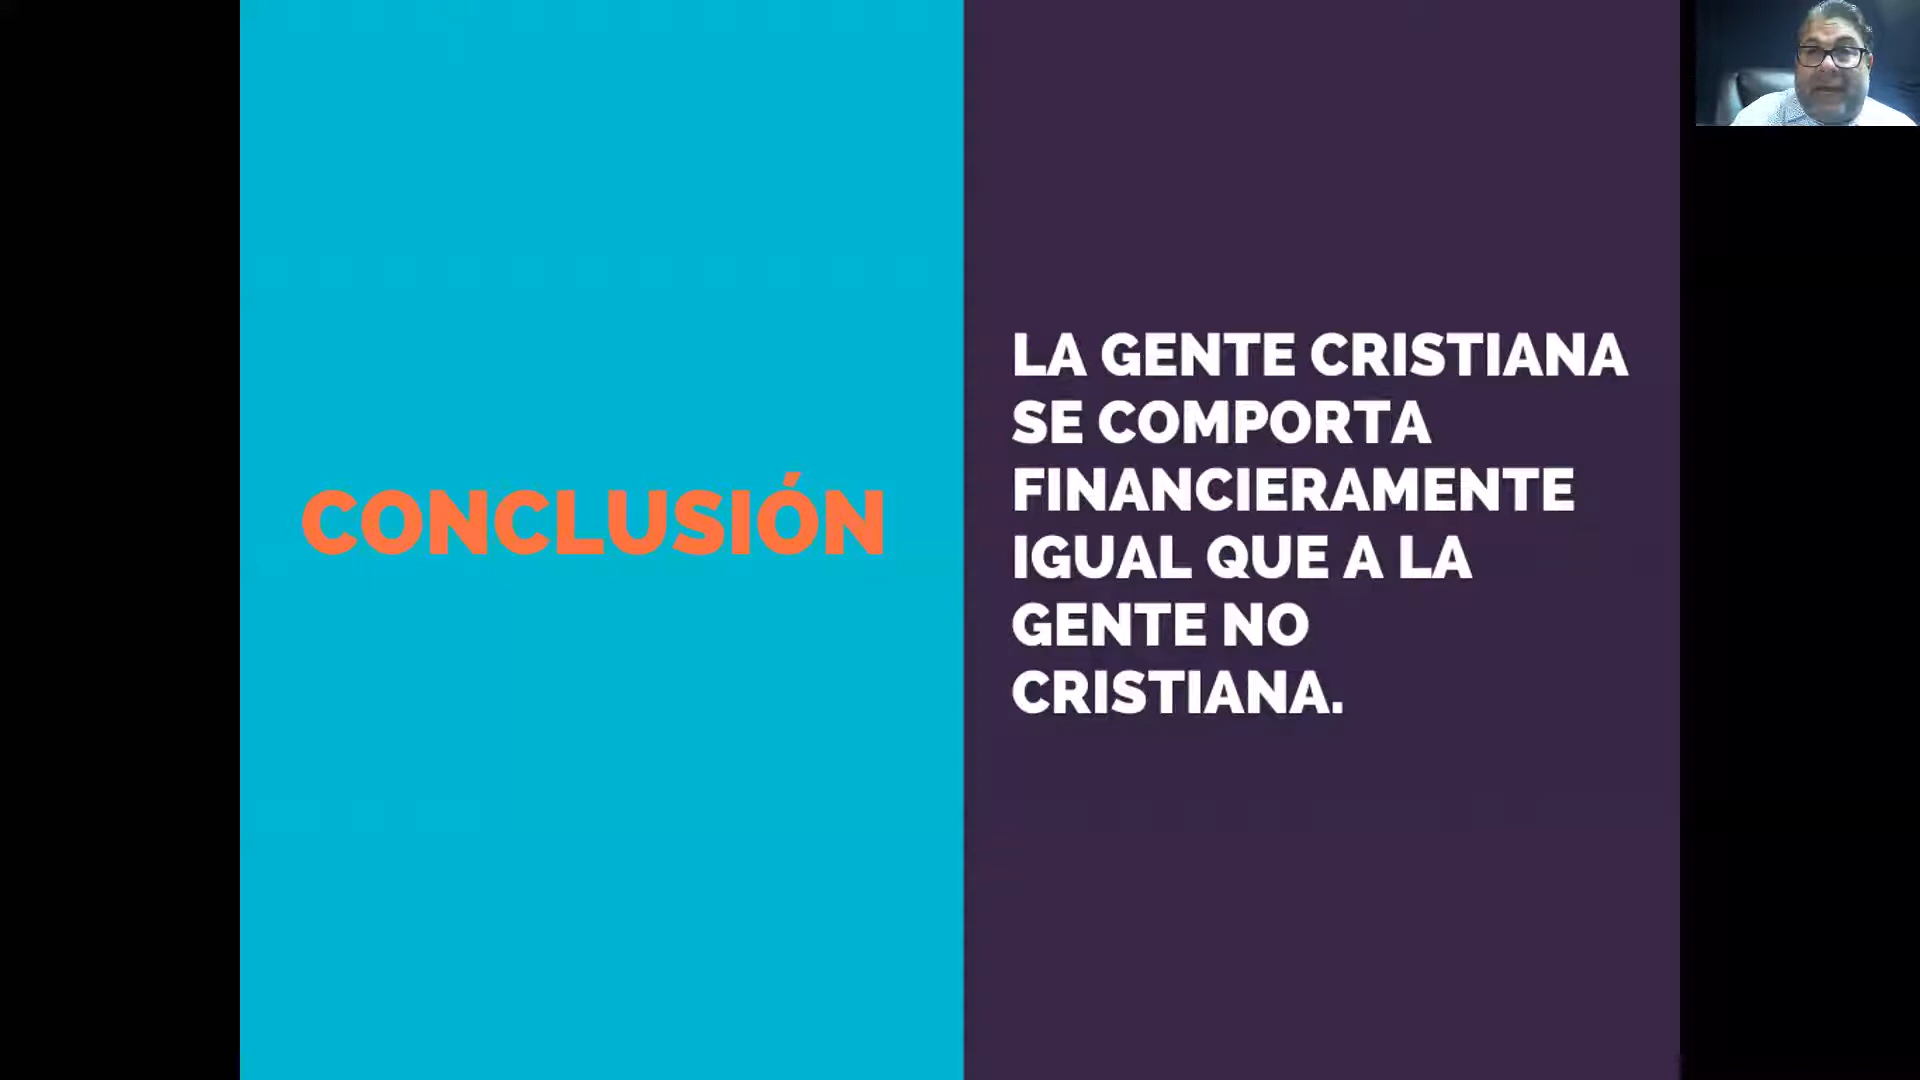 CONCLUSIÓN
LA GENTE CRISTIANA
SE COMPORTA
FINANCIERAMENTE
IGUAL QUE A LA
GENTE NO
CRISTIANA.